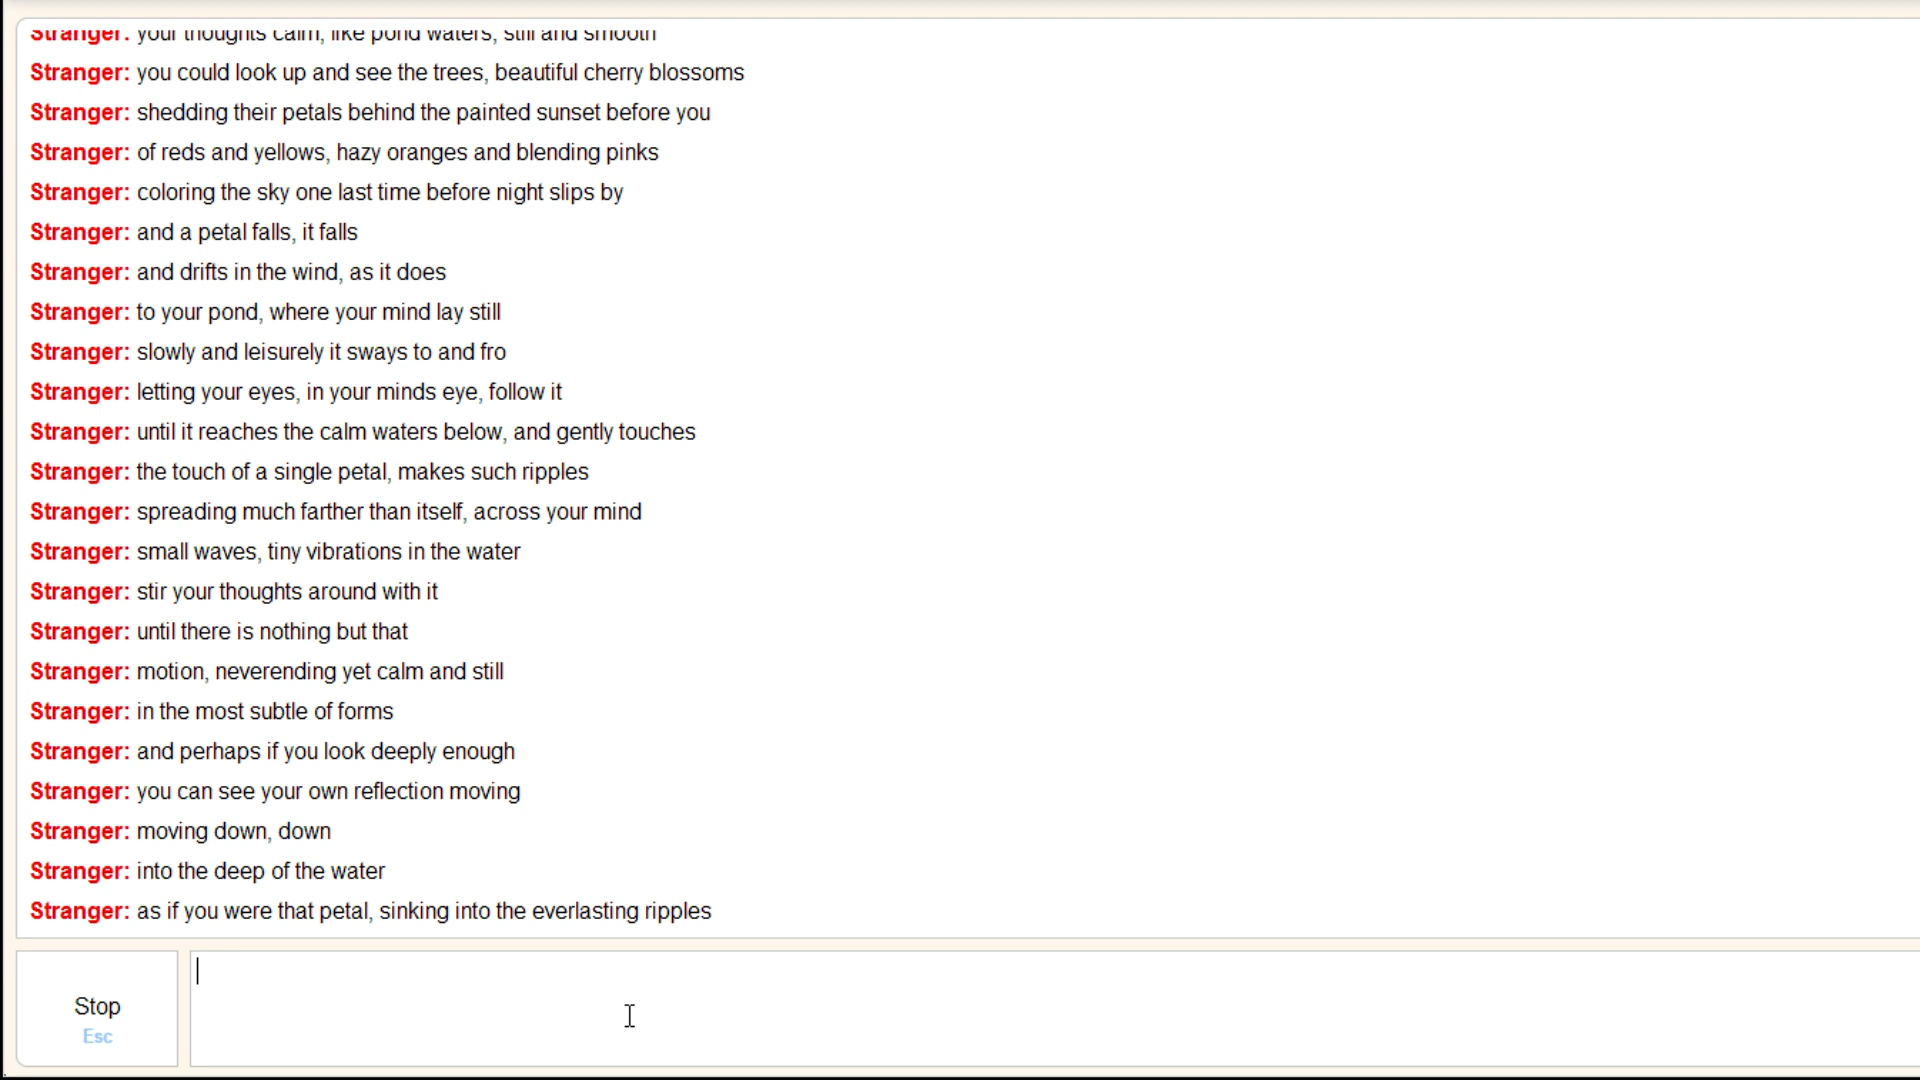 Stranger: your thoughts calm, like pond waters, still and smooth
Stranger: you could look up and see the trees, beautiful cherry blossoms
Stranger: shedding their petals behind the painted sunset before you
Stranger: of reds and yellows, hazy oranges and blending pinks
Stranger: coloring the sky one last time before night slips by
Stranger: and a petal falls, it falls
Stranger: and drifts in the wind, as it does
Stranger: to your pond, where your mind lay still
Stranger: slowly and leisurely it sways to and fro
Stranger: letting your eyes, in your minds eye, follow it
Stranger: until it reaches the calm waters below, and gently touches
Stranger: the touch of a single petal, makes such ripples
Stranger: spreading much farther than itself, across your mind
Stranger: small waves, tiny vibrations in the water
Stranger: stir your thoughts around with it
Stranger: until there is nothing but that
Stranger: motion, neverending yet calm and still
Stranger: in the most subtle of forms
Stranger: and perhaps if you look deeply enough
Stranger: you can see your own reflection moving
Stranger: moving down, down
Stranger: into the deep of the water
Stranger: as if you were that petal, sinking into the everlasting ripples
Stop
Esc